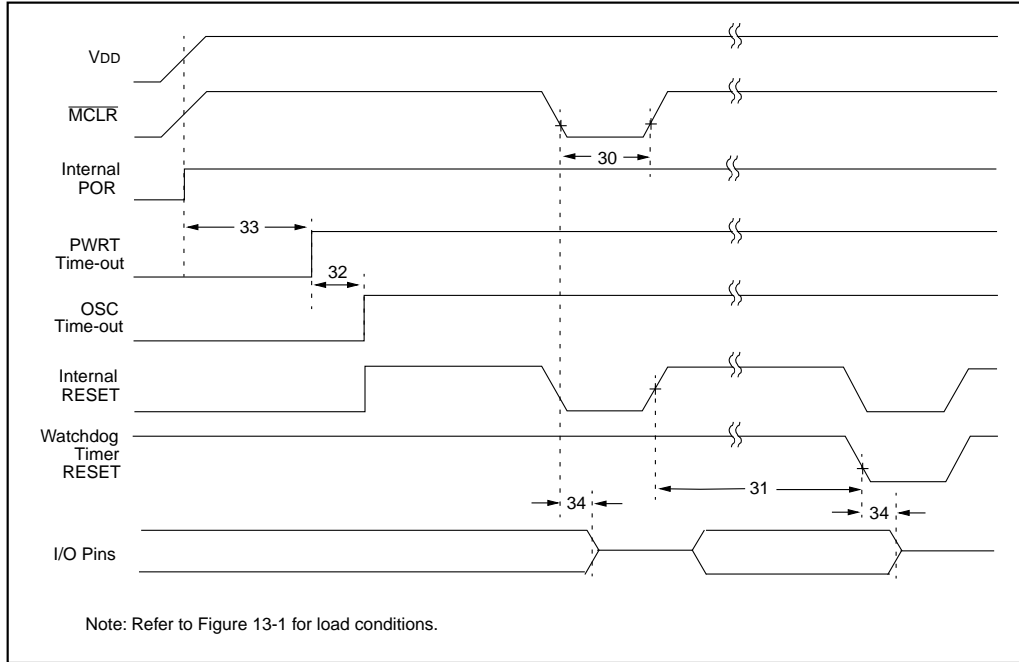 VDD
MCLR
30
Internal
POR
33
PWRT
Time-out
32
OSC
Time-out
Internal
RESET
Watchdog
Timer
RESET
31
34
34
I/O Pins
Note: Refer to Figure 13-1 for load conditions.